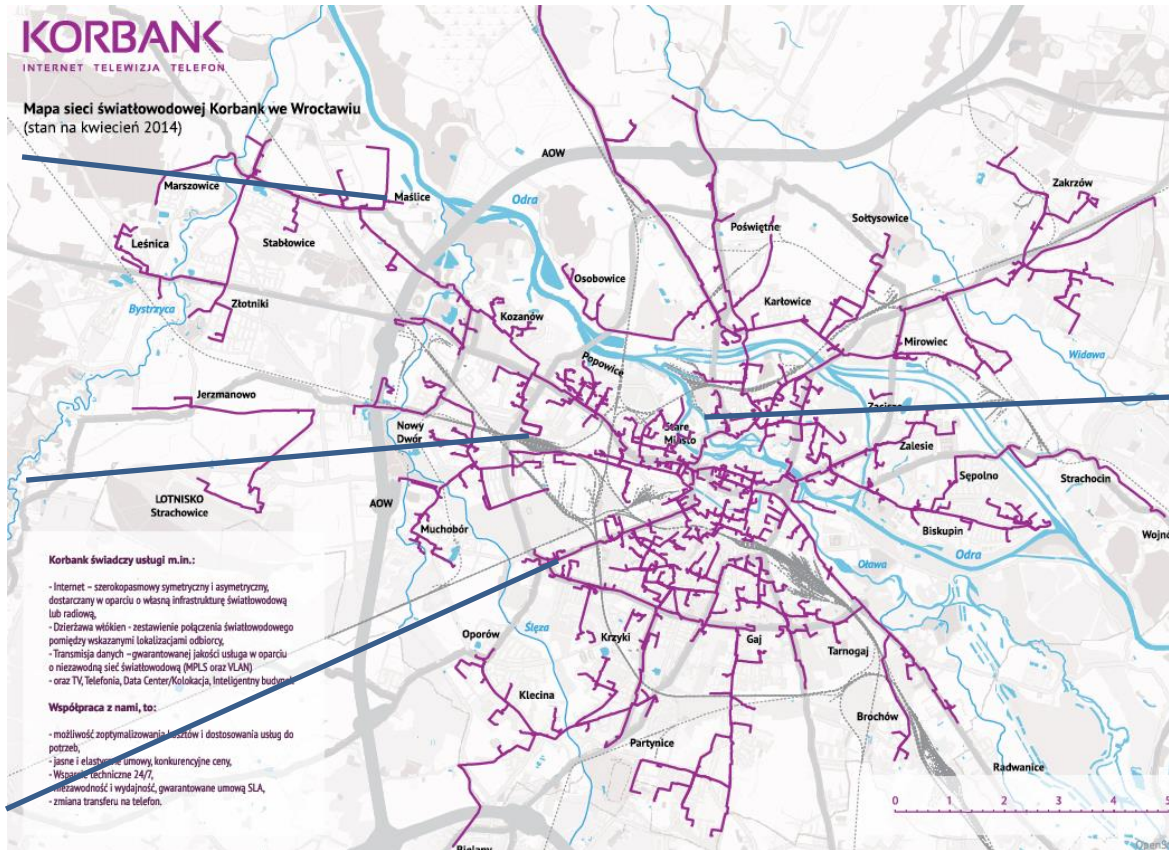 KORBANK
INTERNET TELEWIZJA TELEFON
Mapa sieci światłowodowej Korbank we Wrocławiu
(stan na kwiecień 2014)
AOW
Zakrzów
Marszowice
Maślice
Odra
Sołtysowice
Poświętne
Leśnica
Stabłowice
Osobowice
Bystrzyca
Złotniki
Karłowice
Kozanów
Mirowiec
Popowice
Widawa
Jerzmanowo
Nowy
Dwór
Stare
Miasto
Zalesie
Sępolno
Strachocin
LOTNISKO
Strachowice
AOW
Muchobór
Biskupin
Odra
Oława
Korbank świadczy usługi m.in.:
- Internet – szerokopasmowy symetryczny i asymetryczny,
dostarczany w oparciu o własną infrastrukturę światłowodową
lub radiową,
- Dzierżawa włókien - zestawienie połączenia światłowodowego
pomiędzy wskazanymi lokalizacjami odbiorcy,
- Transmisja danych –gwarantowanej jakości usługa w oparciu
o niezawodną sieć światłowodową (MPLS oraz VLAN)
- oraz TV, Telefonia, Data Center/Kolokacja, Inteligentny
Współpraca z nami, to:
- możliwość zoptymalizowania kosztów i dostosowania usług do
potrzeb,
- jasne i elastyczne umowy, konkurencyjne ceny,
- Wsparcie techniczne 24/7,
- niezawodność i wydajność, gwarantowane umową SLA,
- zmiana transferu na telefon.
Oporów
Ślęza
Krzyki
Gaj
Tarnogaj
Klecina
Brochów
Partynice
Radwanice
0 1 2 3 4 5
Bielany